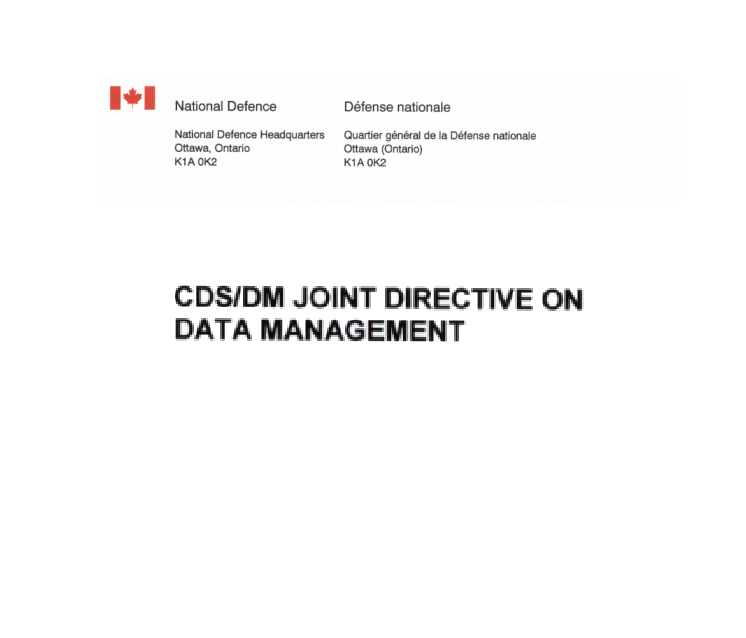 National Defence
National Defence Headquarters
Ottawa, Ontario
K1A 0K2
Défense nationale
Quartier général de la Défense nationale
Ottawa (Ontario)
K1A 0K2
CDS/DM JOINT DIRECTIVE ON
DATA MANAGEMENT